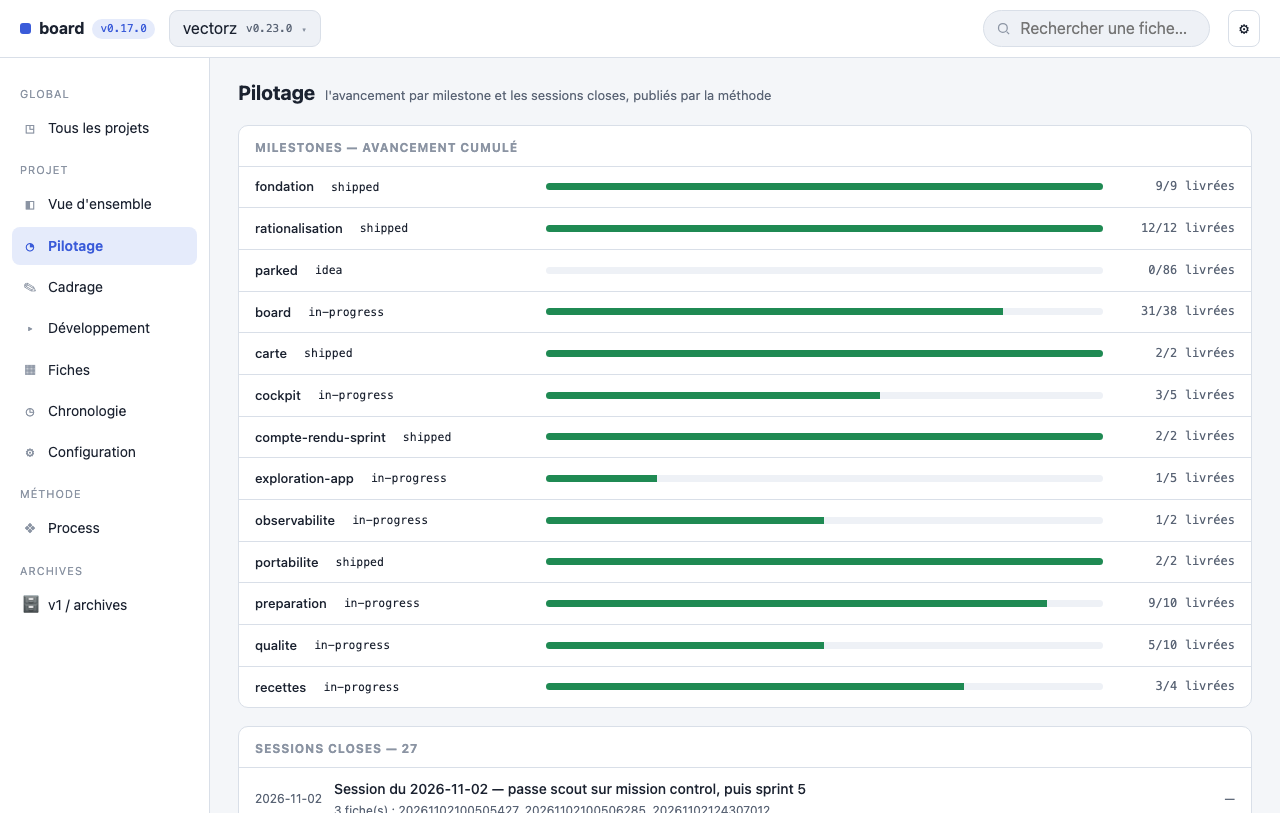 board v0.17.0 vectorz v0.23.0 Rechercher une fiche...
GLOBAL
Tous les projets
PROJET
Vue d'ensemble
Pilotage
Cadrage
Développement
Fiches
Chronologie
Configuration
MÉTHODE
Process
ARCHIVES
v1 / archives
Pilotage l'avancement par milestone et les sessions closes, publiés par la méthode
MILESTONES — AVANCEMENT CUMULÉ
fondation shipped 9/9 livrées
rationalisation shipped 12/12 livrées
parked idea 0/86 livrées
board in-progress 31/38 livrées
carte shipped 2/2 livrées
cockpit in-progress 3/5 livrées
compte-rendu-sprint shipped 2/2 livrées
exploration-app in-progress 1/5 livrées
observabilite in-progress 1/2 livrées
portabilite shipped 2/2 livrées
preparation in-progress 9/10 livrées
qualite in-progress 5/10 livrées
recettes in-progress 3/4 livrées
SESSIONS CLOSES — 27
2026-11-02 Session du 2026-11-02 — passe scout sur mission control, puis sprint 5 —
3 fiche(s) : 20261102100505427, 20261102100506285, 20261102124307012